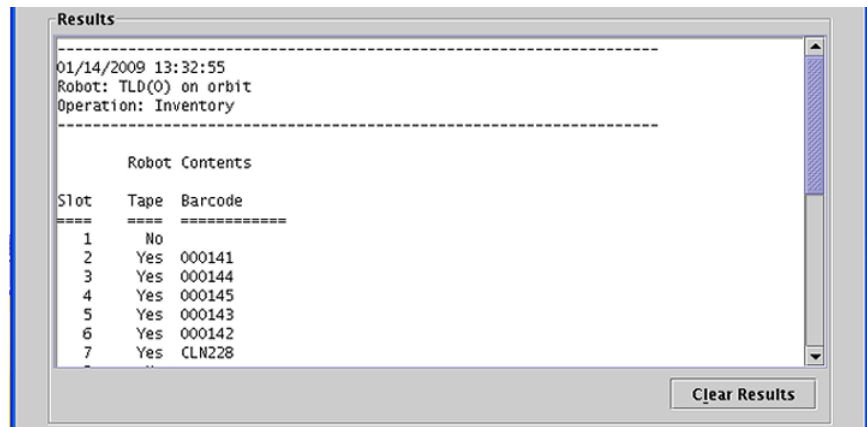 Results
--------------------------------------------------------------------
01/14/2009 13:32:55
Robot: TLD(0) on orbit
Operation: Inventory
--------------------------------------------------------------------
Robot Contents
Slot Tape Barcode
==== ==== ============
1 No
2 Yes 000141
3 Yes 000144
4 Yes 000145
5 Yes 000143
6 Yes 000142
7 Yes CLN228
Clear Results